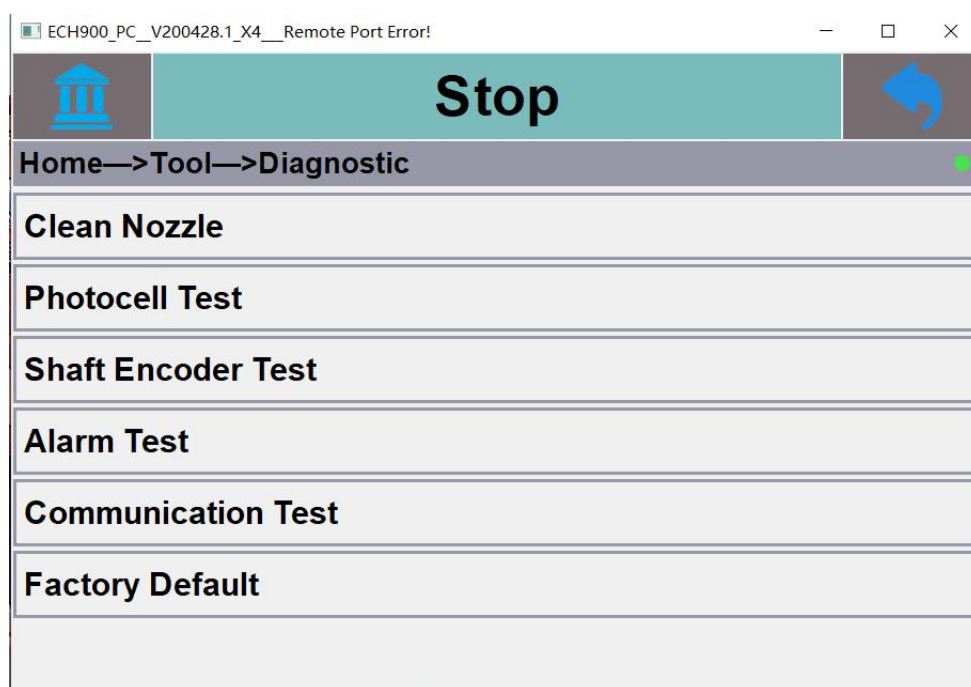 ECH900_PC__V200428.1_X4___Remote Port Error!
Stop
Home—>Tool—>Diagnostic
Clean Nozzle
Photocell Test
Shaft Encoder Test
Alarm Test
Communication Test
Factory Default